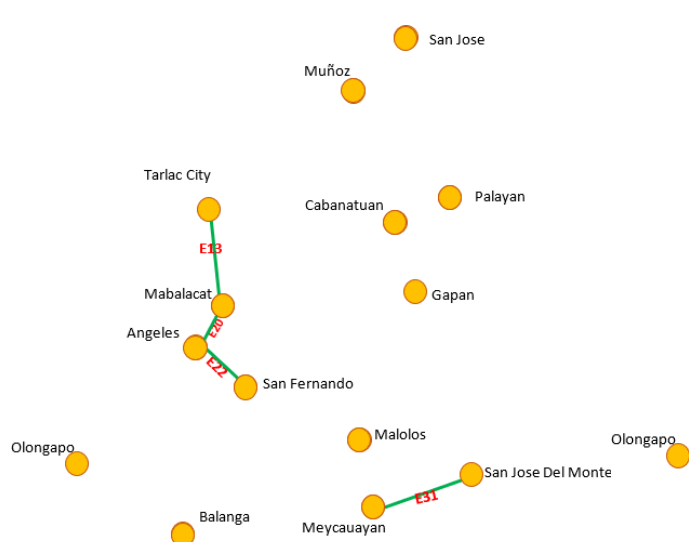 San Jose
Muñoz
Tarlac City
Cabanatuan
Palayan
E13
Mabalacat
Gapan
E20
Angeles
E22
San Fernando
Malolos
Olongapo
Olongapo
San Jose Del Monte
E31
Balanga
Meycauayan